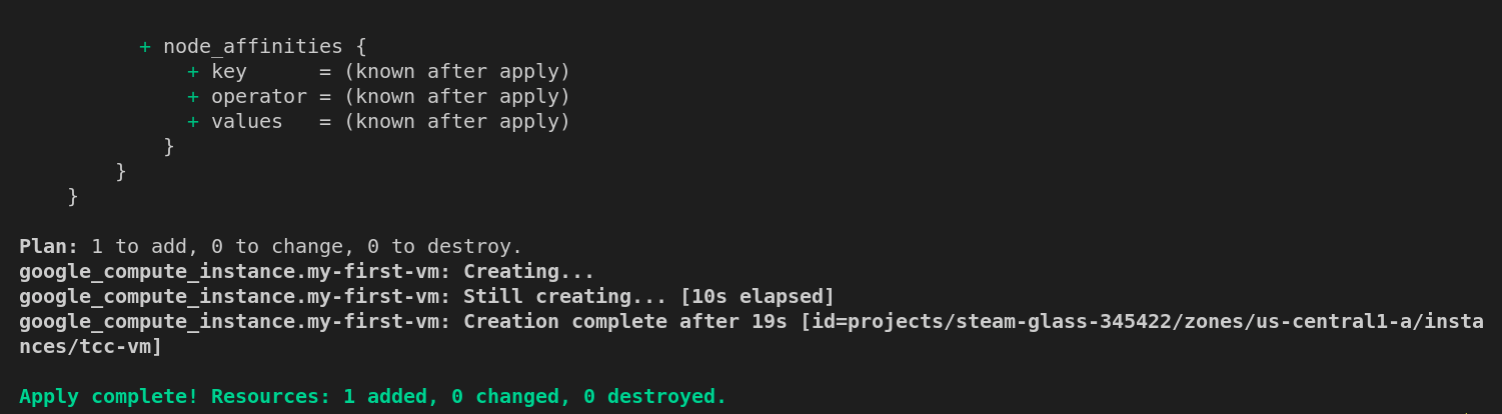 + node_affinities {
+ key      = (known after apply)
+ operator = (known after apply)
+ values   = (known after apply)
}
}
}
Plan: 1 to add, 0 to change, 0 to destroy.
google_compute_instance.my-first-vm: Creating...
google_compute_instance.my-first-vm: Still creating... [10s elapsed]
google_compute_instance.my-first-vm: Creation complete after 19s [id=projects/steam-glass-345422/zones/us-central1-a/insta
nces/tcc-vm]
Apply complete! Resources: 1 added, 0 changed, 0 destroyed.